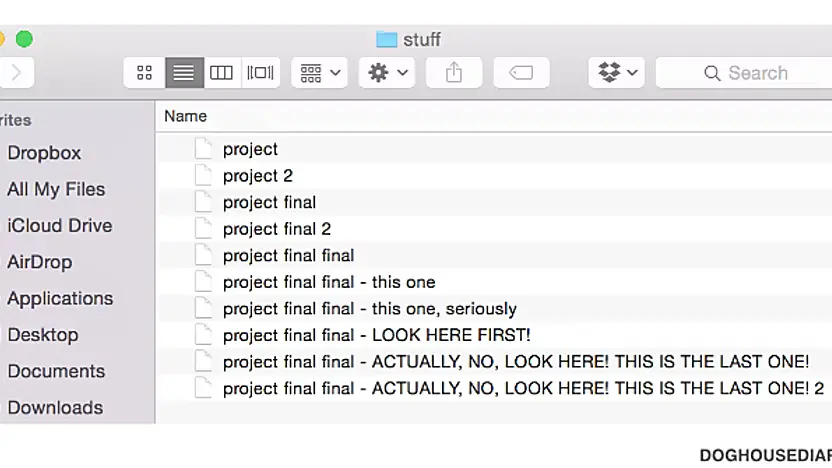 stuff
Search
rites
Name
Dropbox
All My Files
iCloud Drive
AirDrop
Applications
Desktop
Documents
Downloads
project
project 2
project final
project final 2
project final final
project final final - this one
project final final - this one, seriously
project final final - LOOK HERE FIRST!
project final final - ACTUALLY, NO, LOOK HERE! THIS IS THE LAST ONE!
project final final - ACTUALLY, NO, LOOK HERE! THIS IS THE LAST ONE! 2
DOGHOUSEDIAR